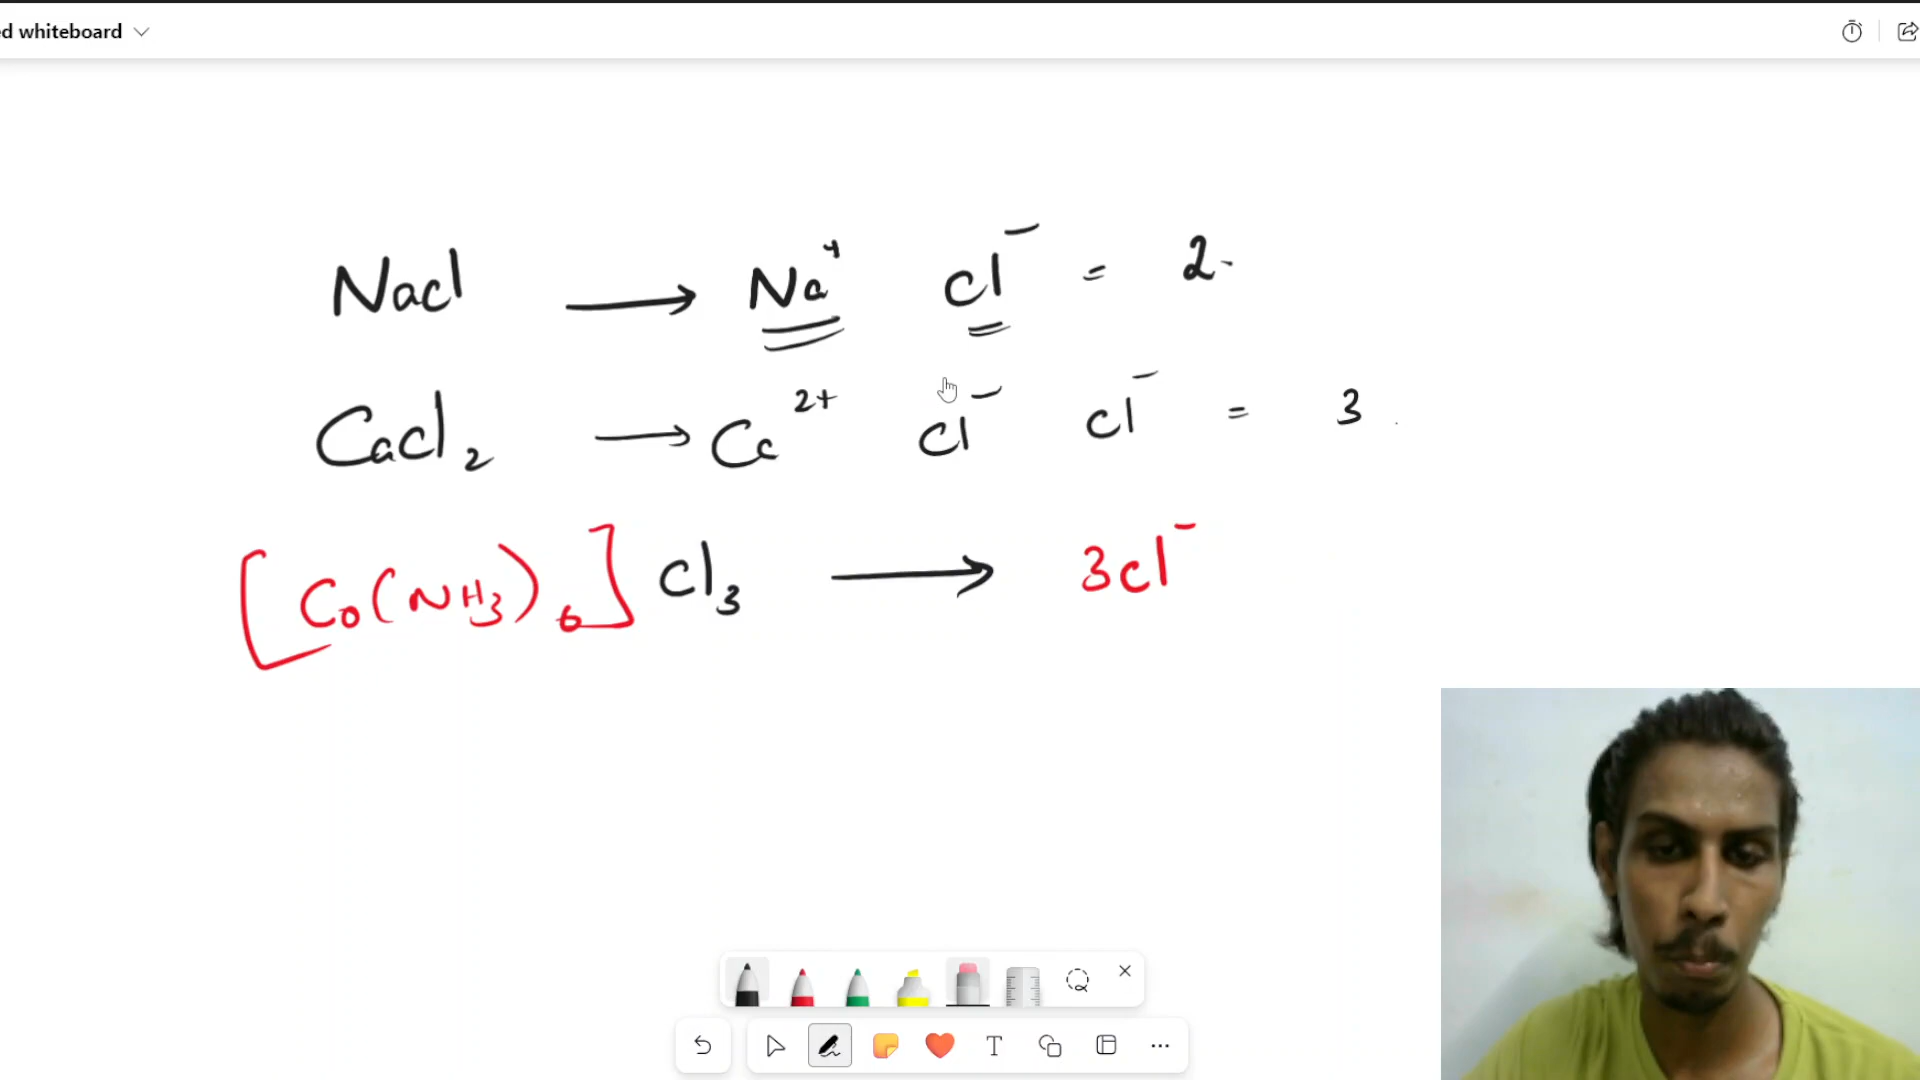 d whiteboard
Nacl → Na⁺ cl⁻ = 2.
Cacl₂ → Ca²⁺ cl⁻ cl⁻ = 3.
[Co(NH₃)₆]cl₃ → 3cl⁻
T